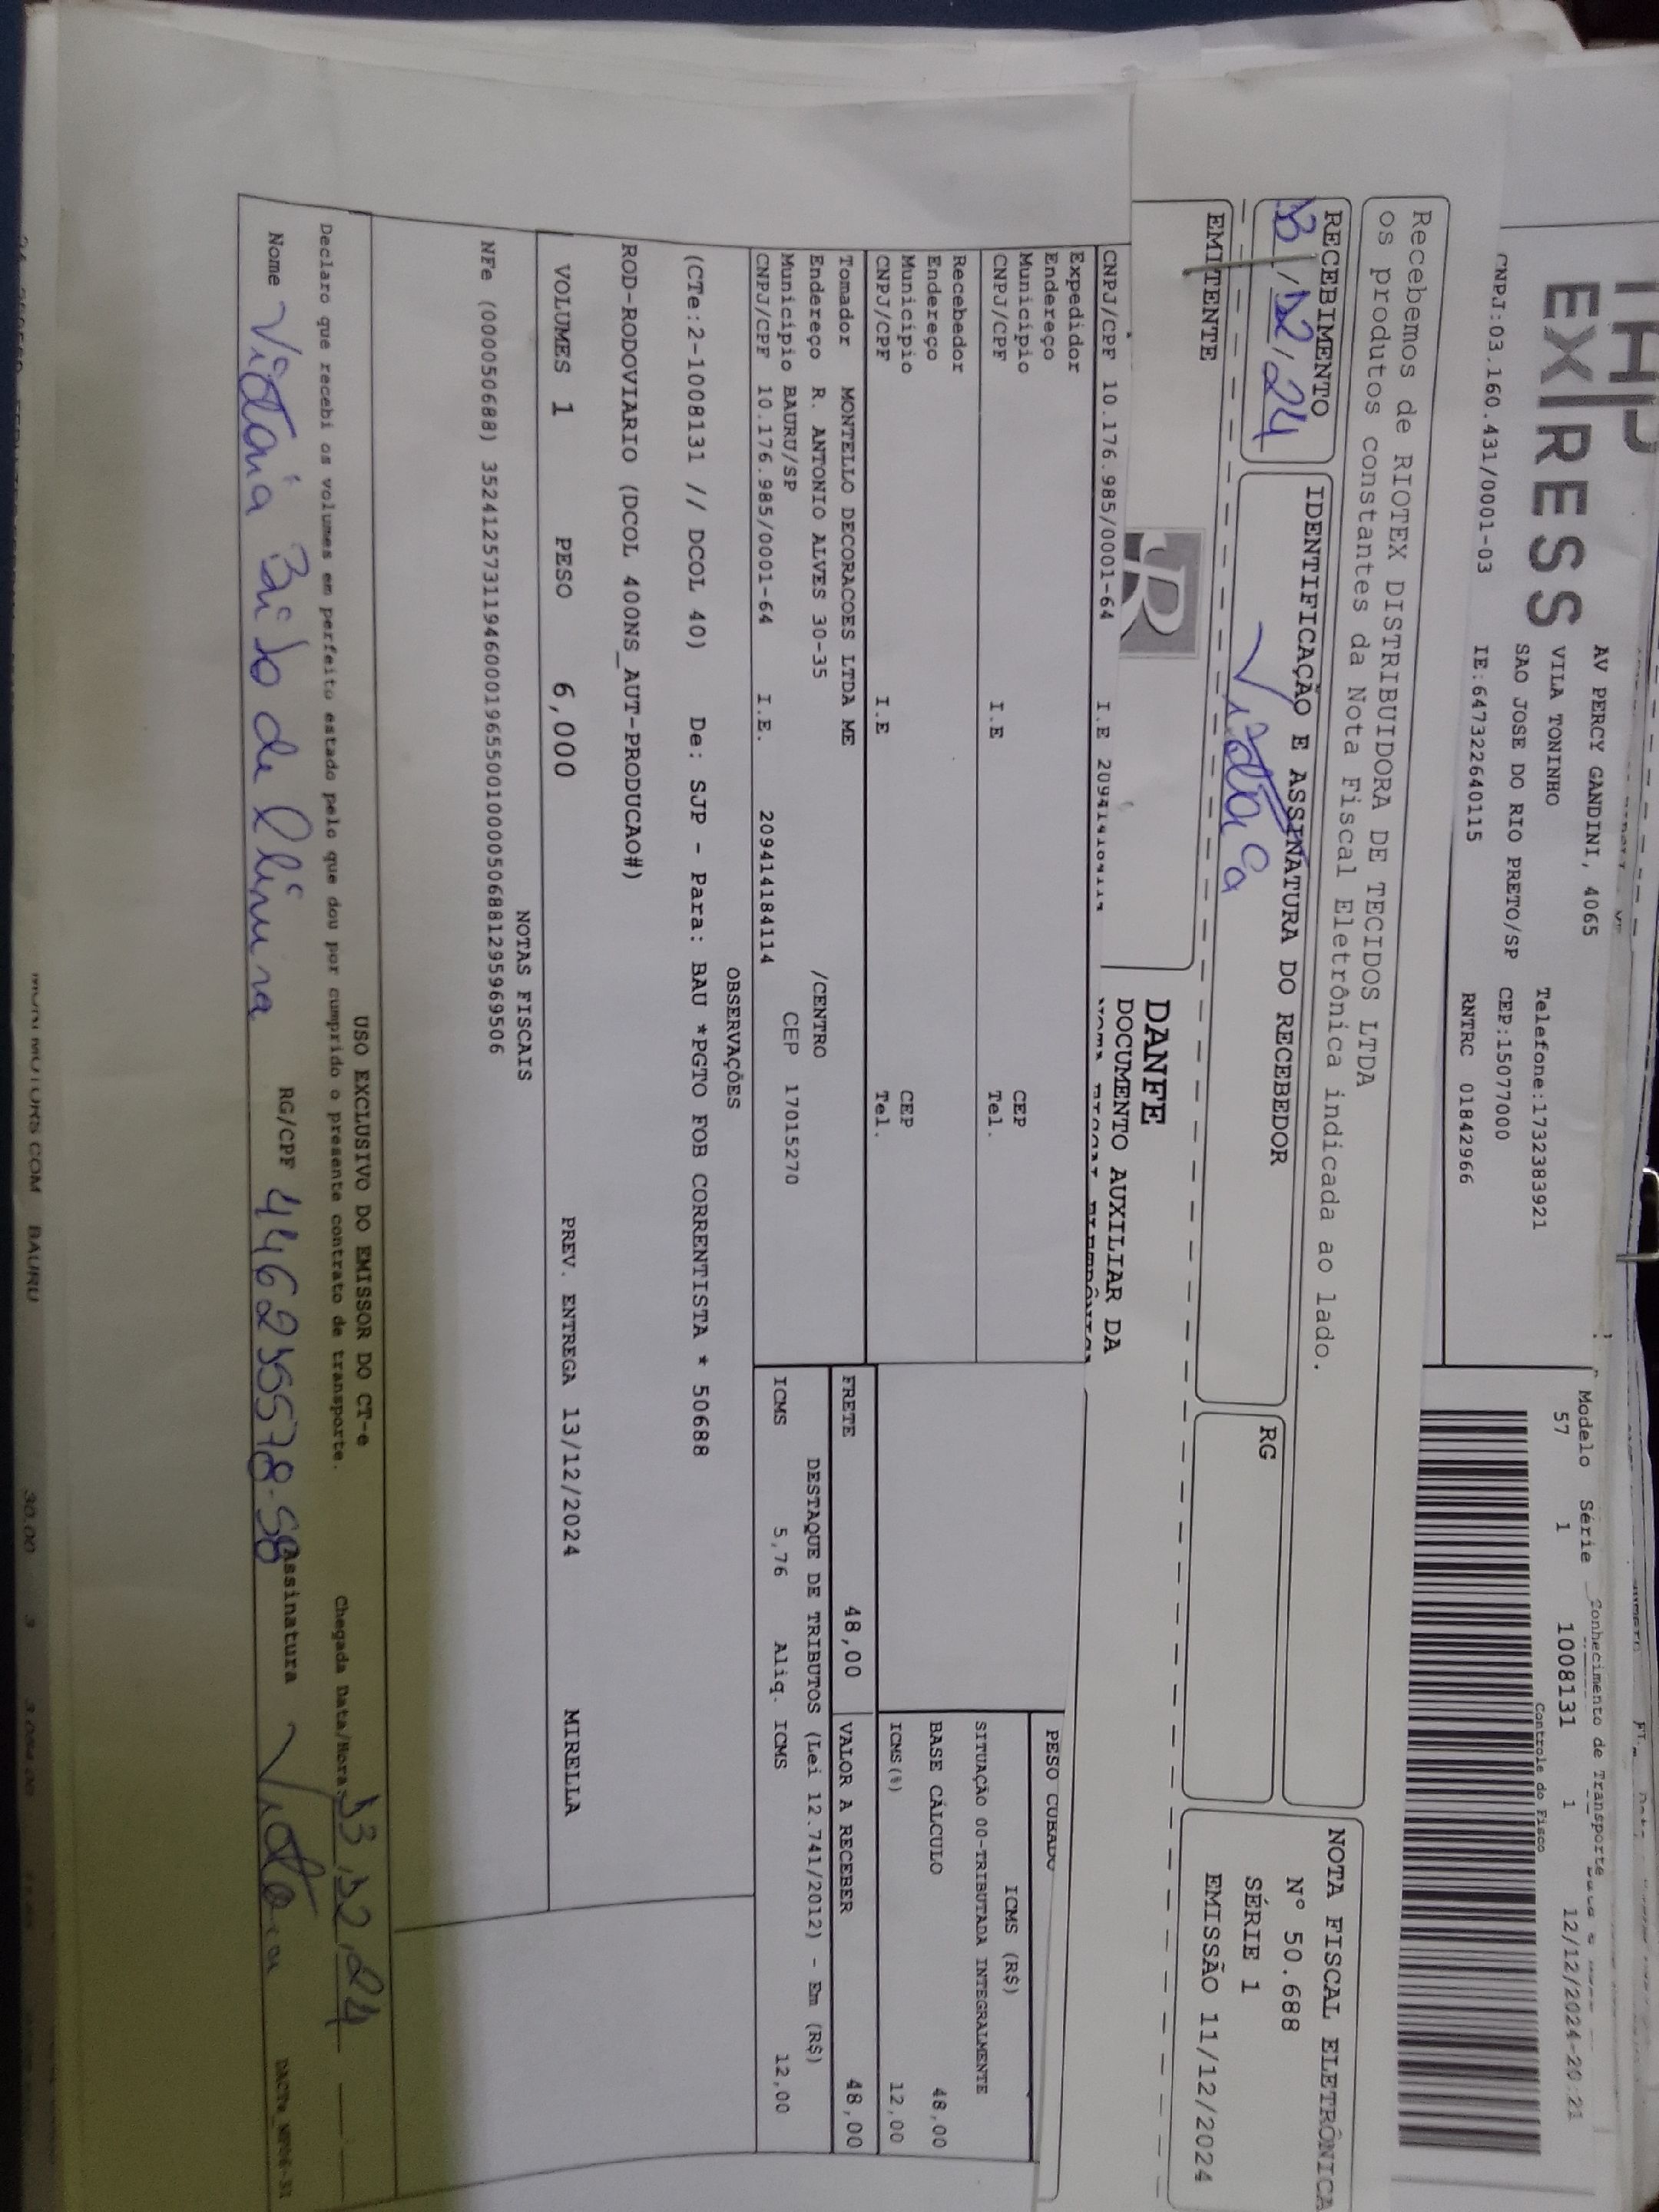 THP
EX|RESS
AV PERCY GANDINI, 4065
VILA TONINHO
Telefone:1732383921
SAO JOSE DO RIO PRETO/SP CEP:15077000
CNPJ:03.160.431/0001-03 IE:647322640115 RNTRC 01842966
Modelo Série Conhecimento de Transporte
57 1 1008131 1 12/12/2024-20:21
Controle do Fisco
Recebemos de RIOTEX DISTRIBUIDORA DE TECIDOS LTDA
os produtos constantes da Nota Fiscal Eletrônica indicada ao lado.
NOTA FISCAL ELETRÔNICA
N° 50.688
SÉRIE 1
EMISSÃO 11/12/2024
RECEBIMENTO
13/12/24
IDENTIFICAÇÃO E ASSINATURA DO RECEBEDOR
RG
EMITENTE
R
DANFE
DOCUMENTO AUXILIAR DA
CNPJ/CPF 10.176.985/0001-64 I.E 209414184114
Expedidor
Endereço
Município CEP
CNPJ/CPF I.E Tel.
Recebedor
Endereço
Município CEP
CNPJ/CPF I.E Tel.
PESO CUBADO
ICMS (R$)
SITUAÇÃO 00-TRIBUTADA INTEGRALMENTE
BASE CÁLCULO 48,00
ICMS(%) 12,00
Tomador MONTELLO DECORACOES LTDA ME
Endereço R. ANTONIO ALVES 30-35 /CENTRO
Município BAURU/SP CEP 17015270
CNPJ/CPF 10.176.985/0001-64 I.E. 209414184114
FRETE 48,00 VALOR A RECEBER 48,00
DESTAQUE DE TRIBUTOS (Lei 12.741/2012) - Em (R$)
ICMS 5,76 Aliq. ICMS 12,00
OBSERVAÇÕES
(CTe:2-1008131 // DCOL 40) De: SJP - Para: BAU *PGTO FOB CORRENTISTA * 50688
ROD-RODOVIARIO (DCOL 400NS_AUT-PRODUCAO#)
VOLUMES 1 PESO 6,000 PREV. ENTREGA 13/12/2024 MIRELLA
NOTAS FISCAIS
NFe (000050688) 35241257311946000196550010000506881295969506
USO EXCLUSIVO DO EMISSOR DO CT-e
Declaro que recebi os volumes em perfeito estado pelo que dou por cumprido o presente contrato de transporte. Chegada Data/Hora: 13 12 24
Nome RG/CPF Assinatura
BAURU